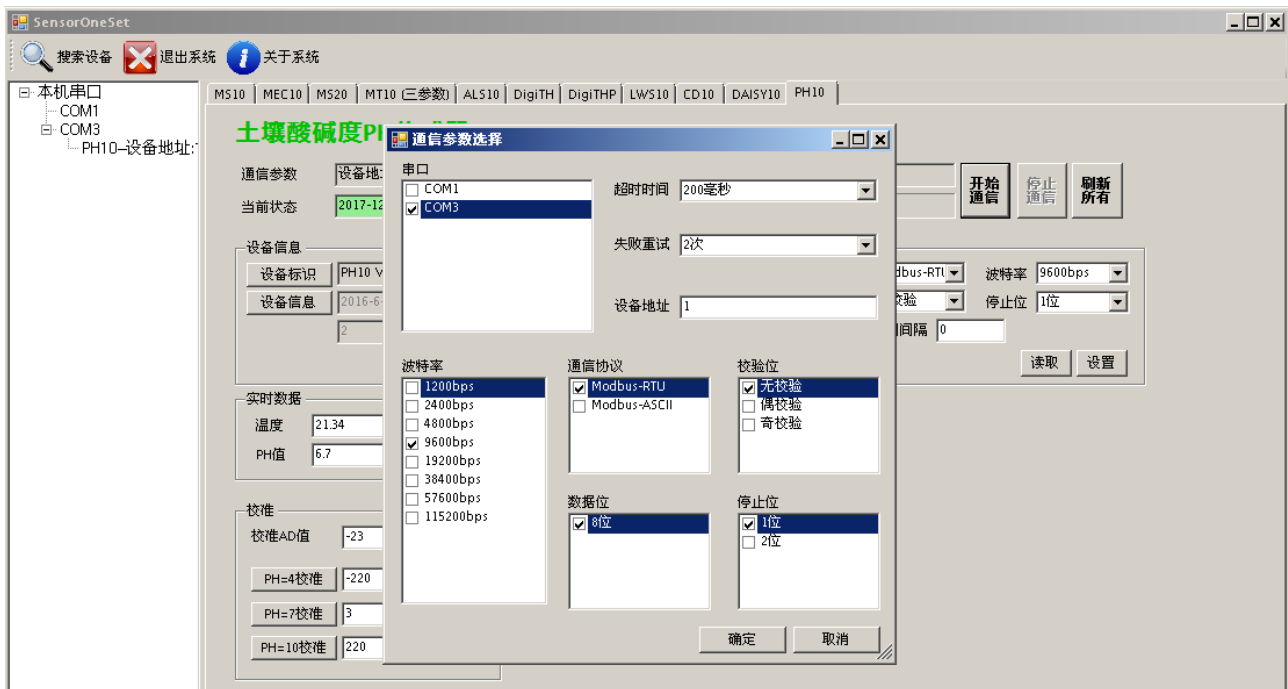 SensorOneSet
搜索设备 退出系统 关于系统
本机串口
COM1
COM3
PH10—设备地址:
MS10 MEC10 MS20 MT10 (三参数) ALS10 DigiTH DigiTHP LWS10 CD10 DAISY10 PH10
土壤酸碱度P
通信参数 设备地
当前状态 2017-12
开始通信 停止通信 刷新所有
设备信息
设备标识 PH10 V
设备信息 2016-6
2
dbus-RTU 波特率 9600bps
校验 停止位 1位
间隔 0
读取 设置
实时数据
温度 21.34
PH值 6.7
校准
校准AD值 -23
PH=4校准 -220
PH=7校准 3
PH=10校准 220
通信参数选择
串口
COM1
COM3
超时时间 200毫秒
失败重试 2次
设备地址 1
波特率
1200bps
2400bps
4800bps
9600bps
19200bps
38400bps
57600bps
115200bps
通信协议
Modbus-RTU
Modbus-ASCII
校验位
无校验
偶校验
奇校验
数据位
8位
停止位
1位
2位
确定 取消